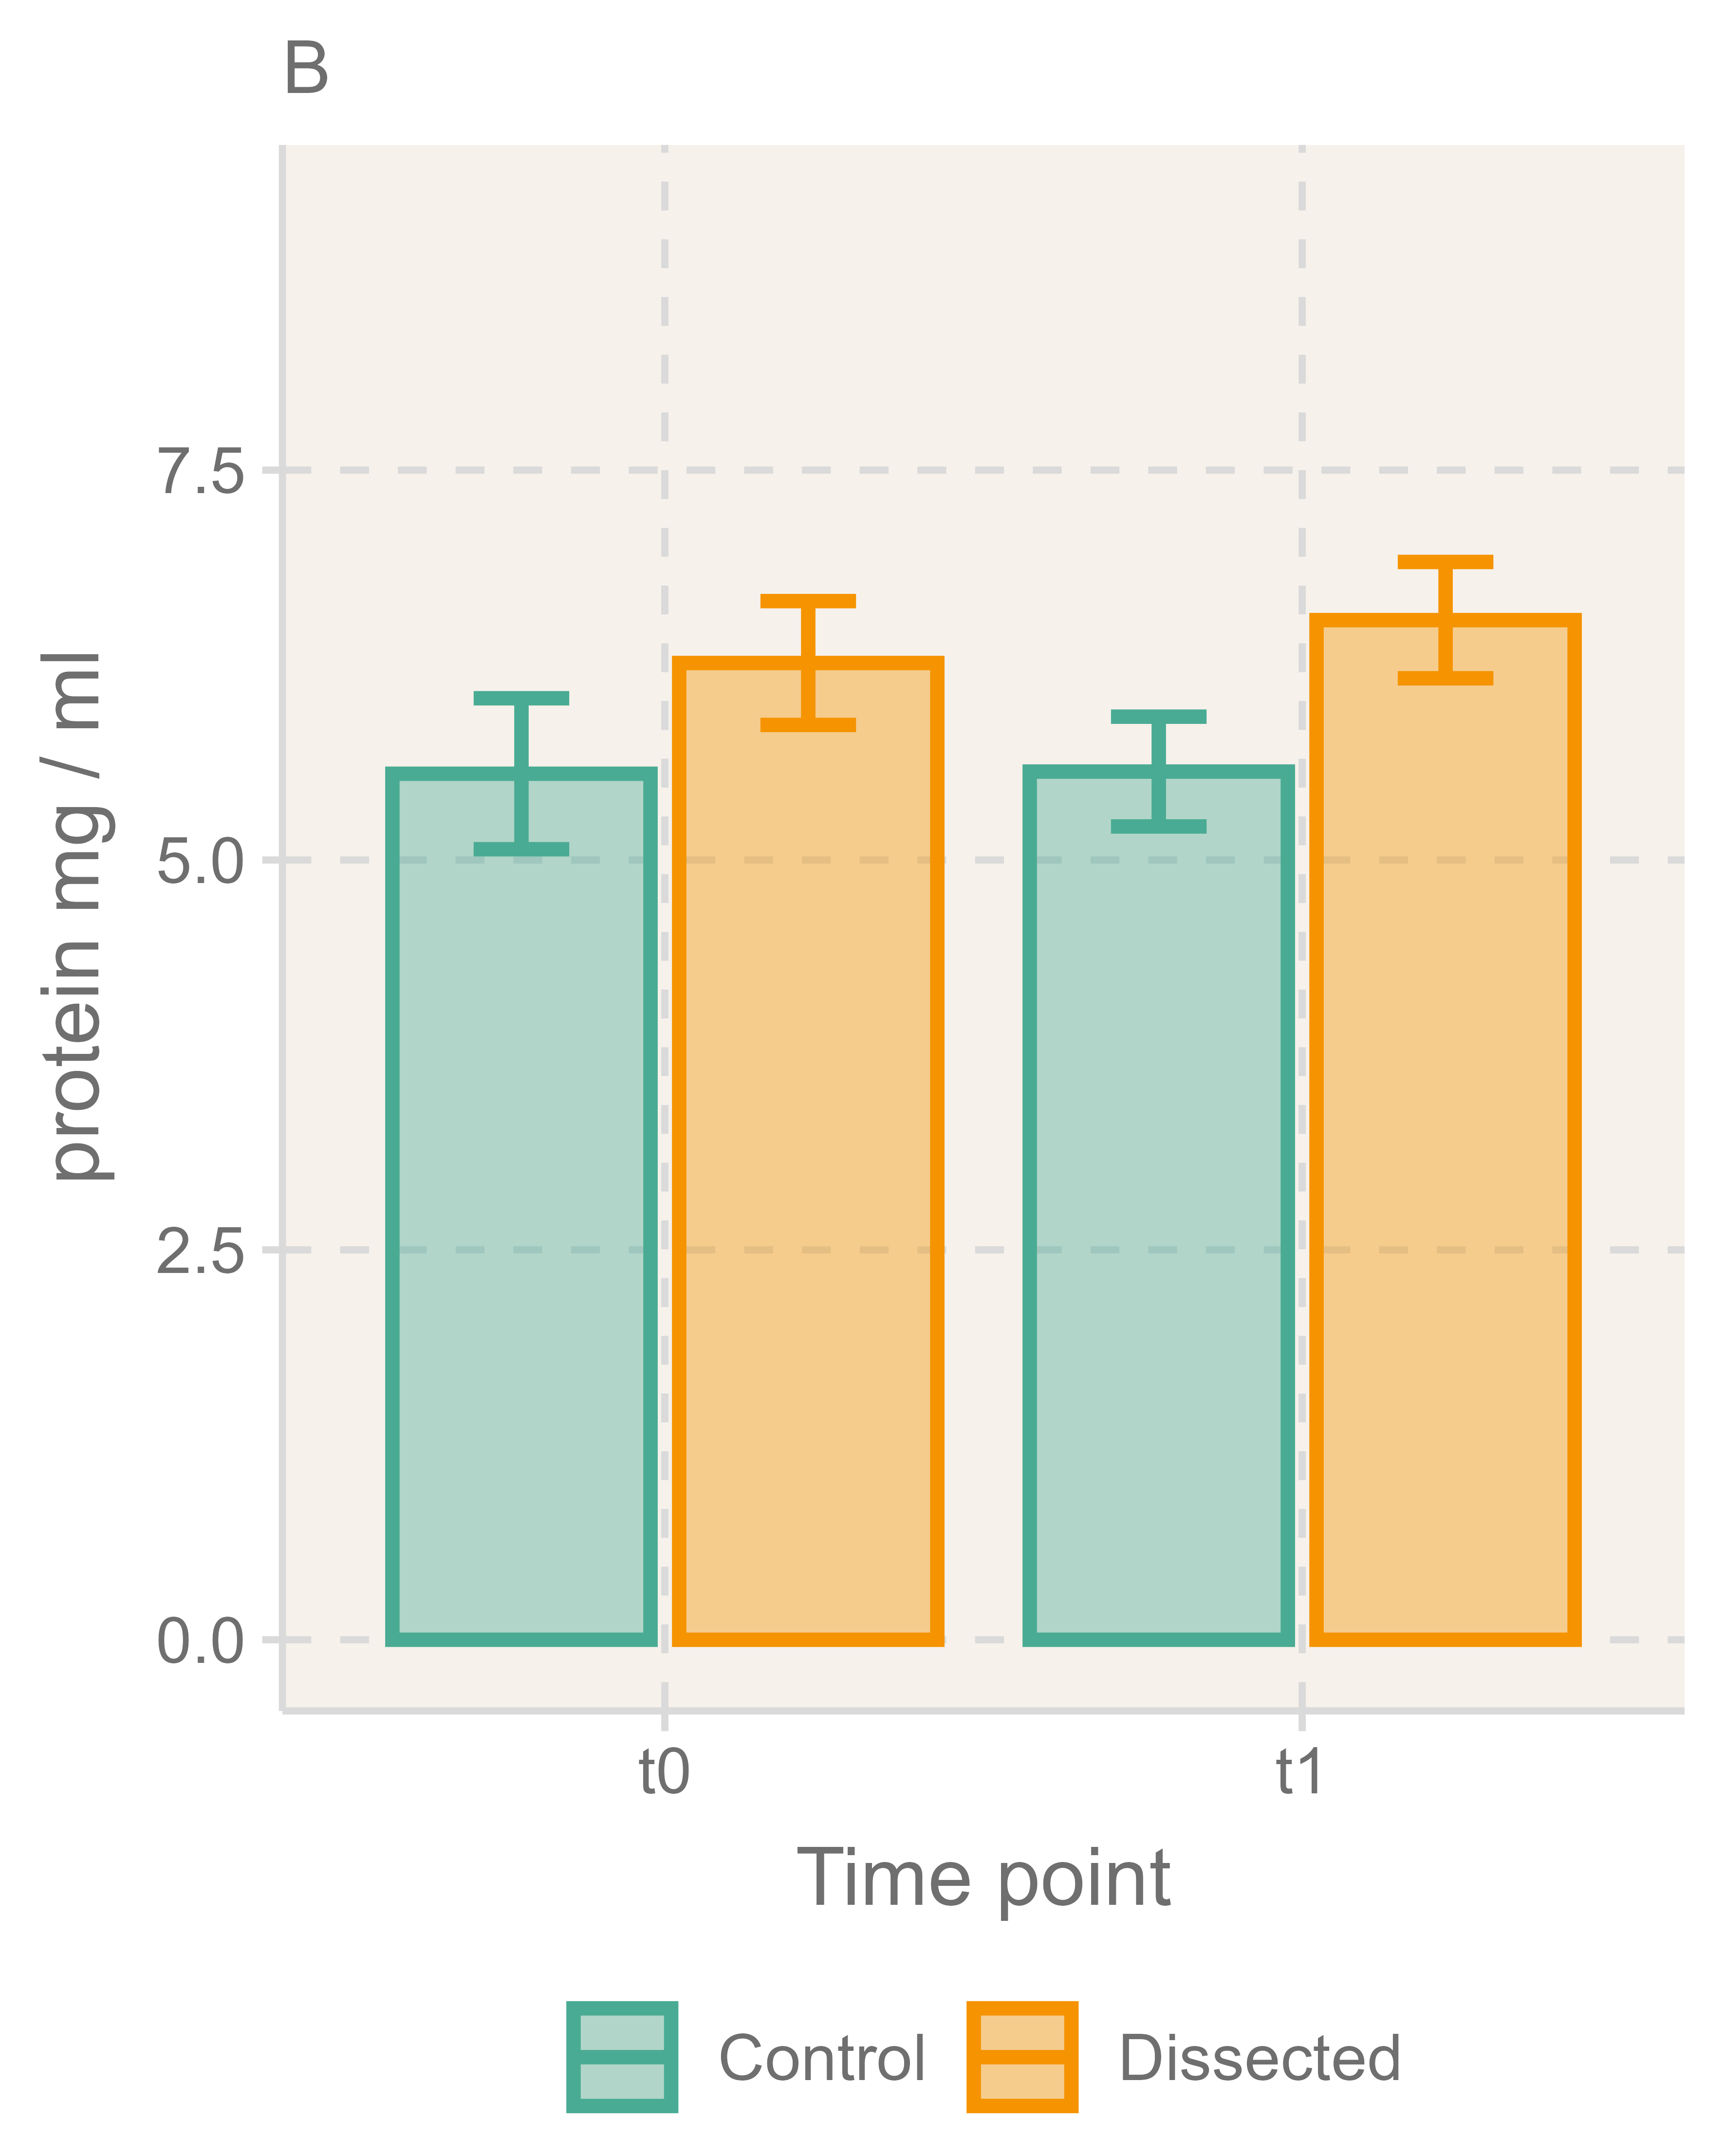 B
protein mg / ml
7.5
5.0
2.5
0.0
t0 t1
Time point
Control Dissected